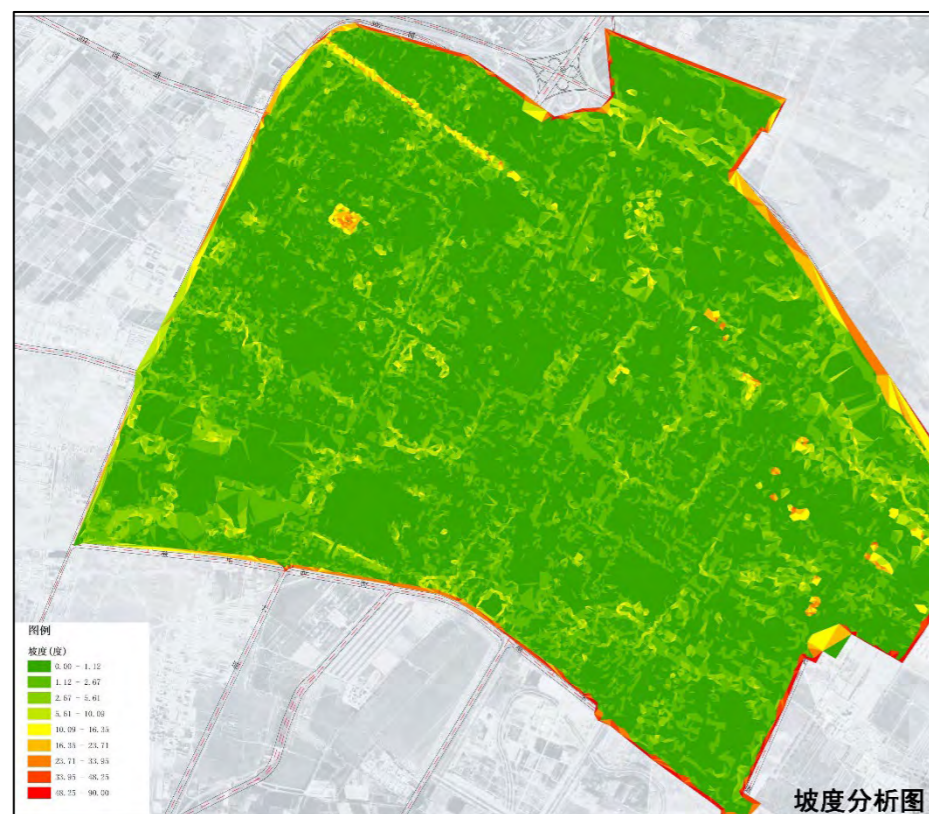 图例
坡度(度)
0.00 - 1.12
1.12 - 2.67
2.67 - 5.61
5.61 - 10.09
10.09 - 16.35
16.35 - 23.71
23.71 - 33.95
33.95 - 48.25
48.25 - 90.00
坡度分析图